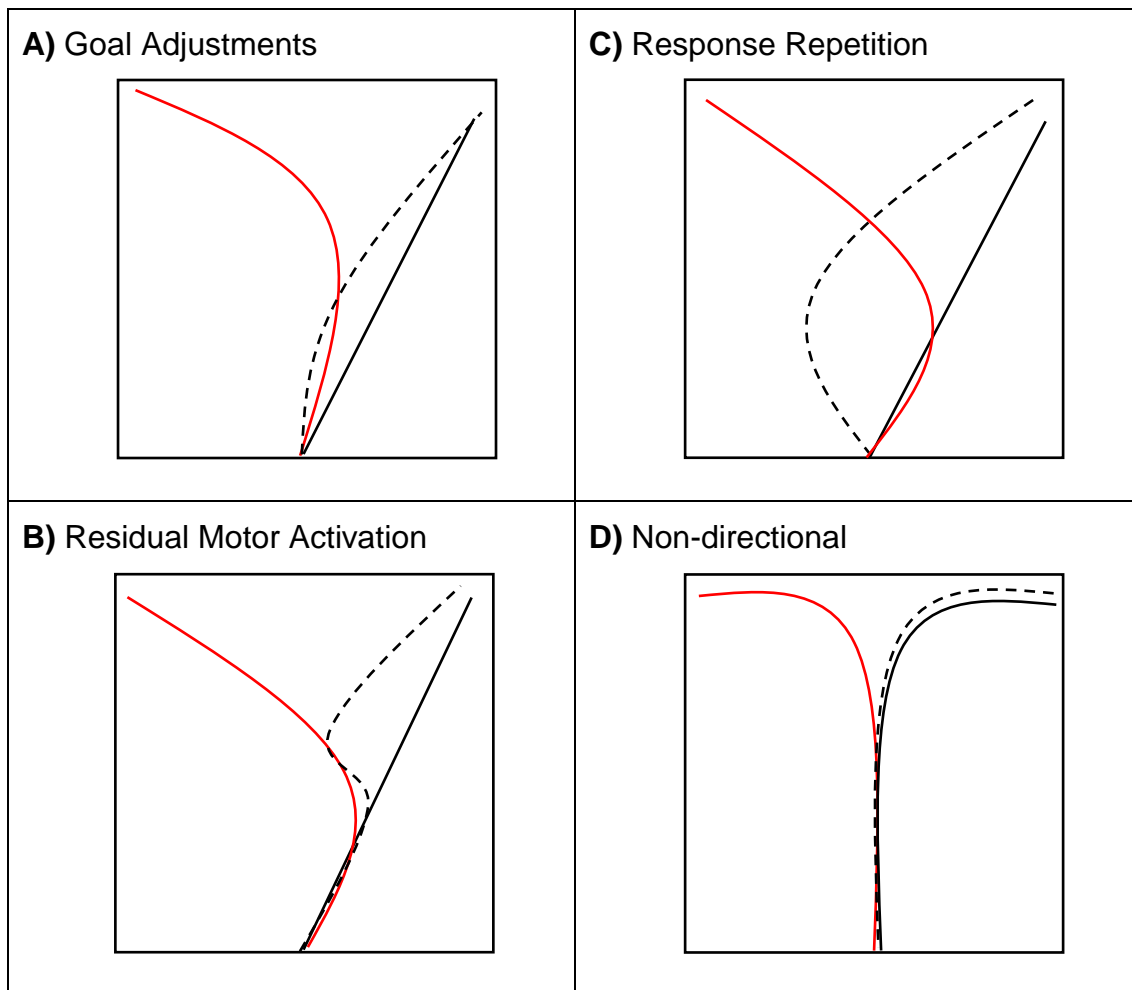 A) Goal Adjustments
C) Response Repetition
B) Residual Motor Activation
D) Non-directional